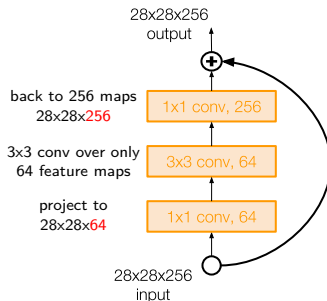 28x28x256
output
back to 256 maps
28x28x256
1x1 conv, 256
3x3 conv over only
64 feature maps
3x3 conv, 64
project to
28x28x64
1x1 conv, 64
28x28x256
input